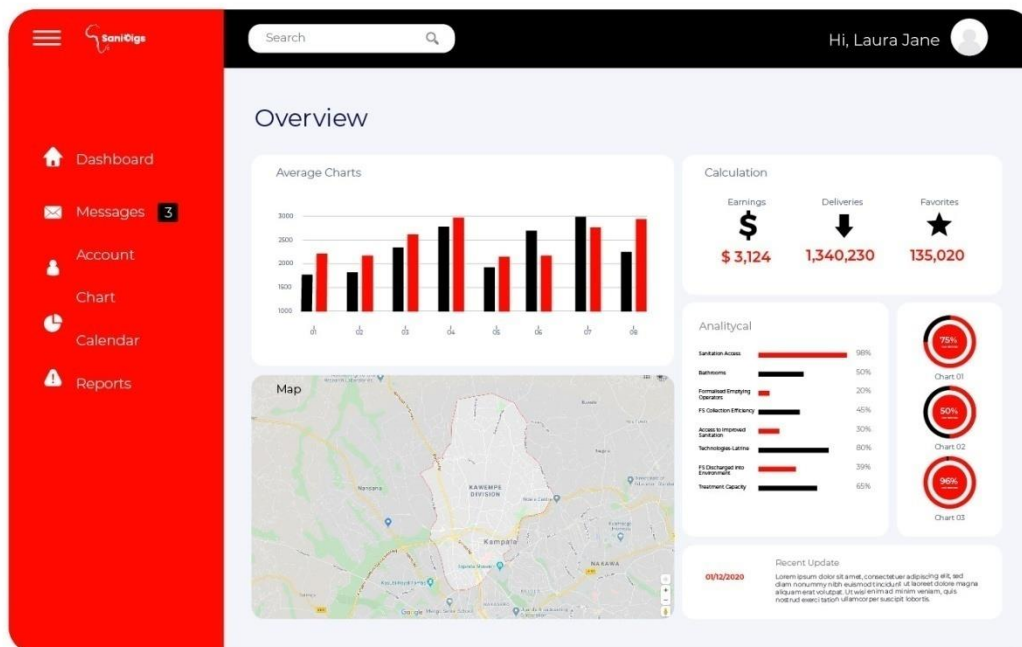 SaniDigs
Search
Hi, Laura Jane
Dashboard
Messages 3
Account
Chart
Calendar
Reports
Overview
Average Charts
3000
2500
2000
1500
1000
01 02 03 04 05 06 07 08
Calculation
Earnings Deliveries Favorites
$
$ 3,124 1,340,230 135,020
Analitycal
Sanitation Access 98%
Bathrooms 50%
Formalised Emptying
Operators 20%
FS Collection Efficiency 45%
Access to Improved
Sanitation 30%
Technologies-Latrine 80%
FS Discharged into
Environment 39%
Treatment Capacity 65%
75%
Chart 01
50%
Chart 02
96%
Chart 03
Map
KAWEMPE
DIVISION
Kampala
NAKAWA
Google
Recent Update
01/12/2020
Lorem ipsum dolor sit amet, consectetuer adipiscing elit, sed
diam nonummy nibh euismod tincidunt ut laoreet dolore magna
aliquam erat volutpat. Ut wisi enim ad minim veniam, quis
nostrud exerci tation ullamcorper suscipit lobortis.